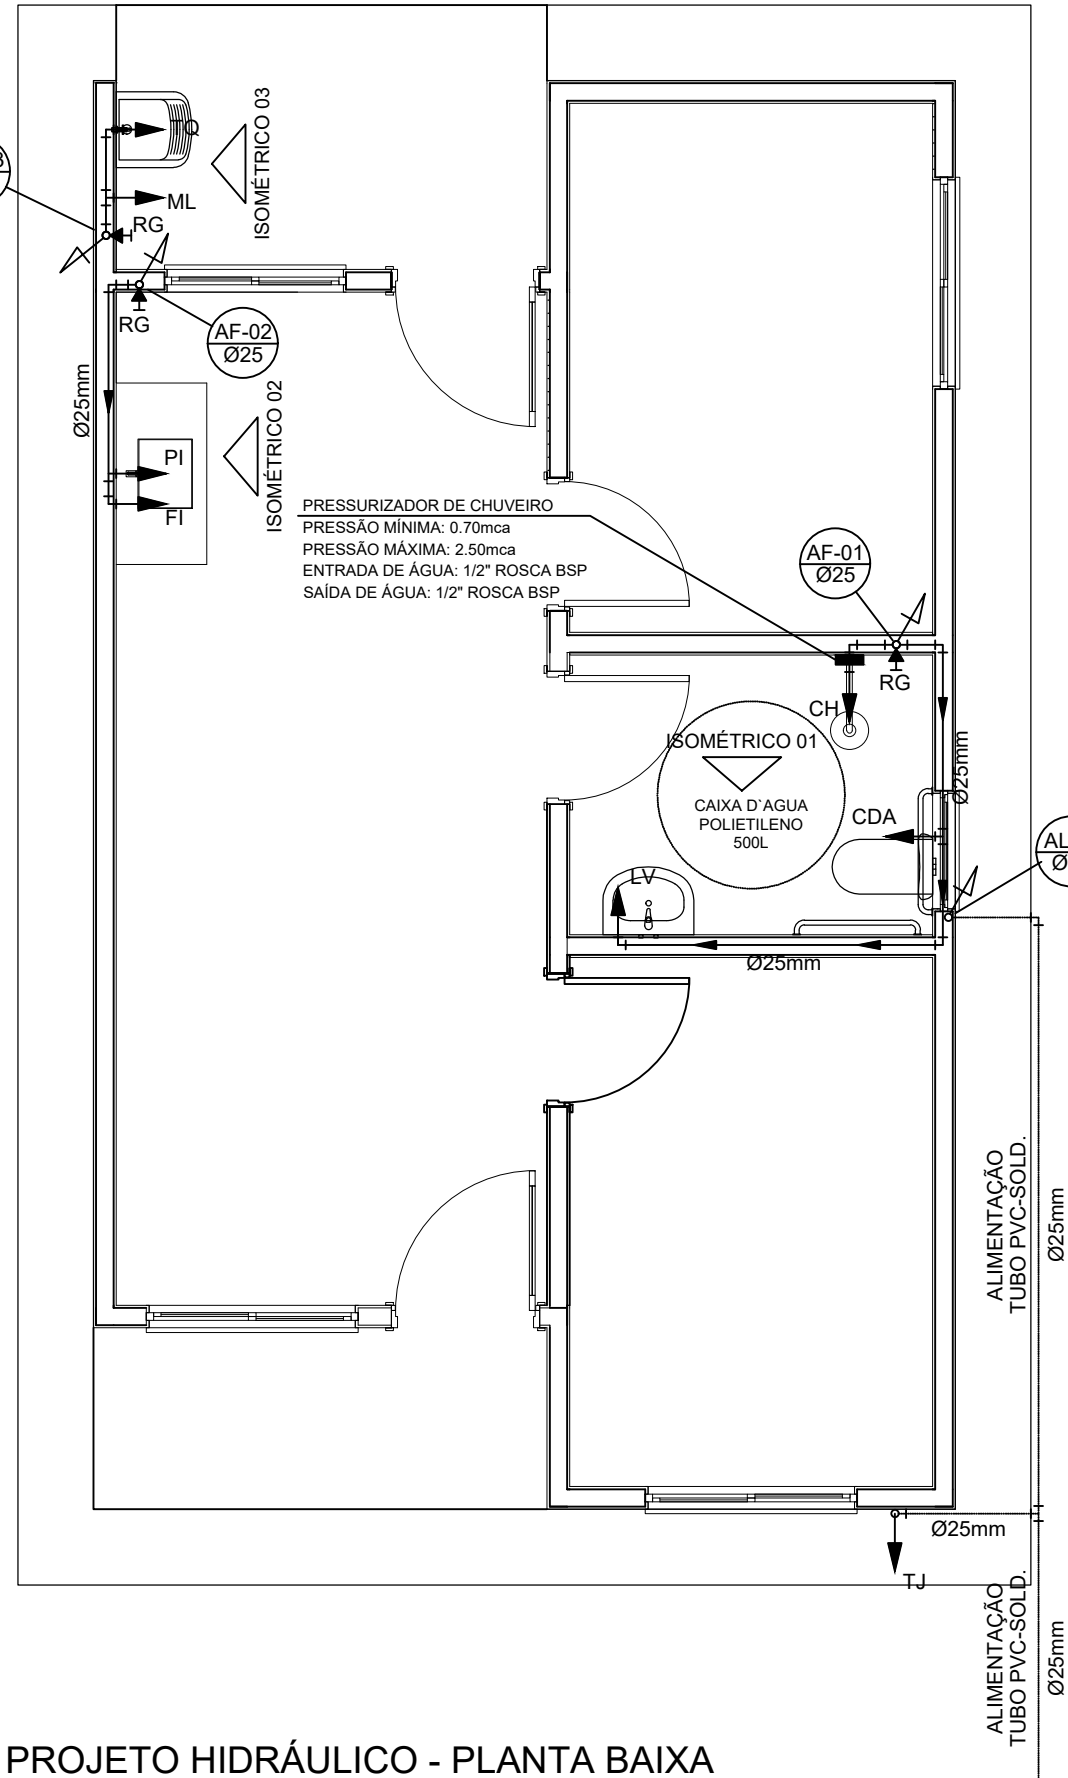 TQ
ISOMÉTRICO 03
ML
RG
RG
AF-02
Ø25
Ø25mm
ISOMÉTRICO 02
PI
FI
PRESSURIZADOR DE CHUVEIRO
PRESSÃO MÍNIMA: 0.70mca
PRESSÃO MÁXIMA: 2.50mca
ENTRADA DE ÁGUA: 1/2" ROSCA BSP
SAÍDA DE ÁGUA: 1/2" ROSCA BSP
AF-01
Ø25
RG
CH
ISOMÉTRICO 01
Ø25mm
CAIXA D`AGUA
POLIETILENO
500L
CDA
AL
Ø
LV
Ø25mm
ALIMENTAÇÃO
TUBO PVC-SOLD.
Ø25mm
Ø25mm
TJ
ALIMENTAÇÃO
TUBO PVC-SOLD.
Ø25mm
PROJETO HIDRÁULICO - PLANTA BAIXA